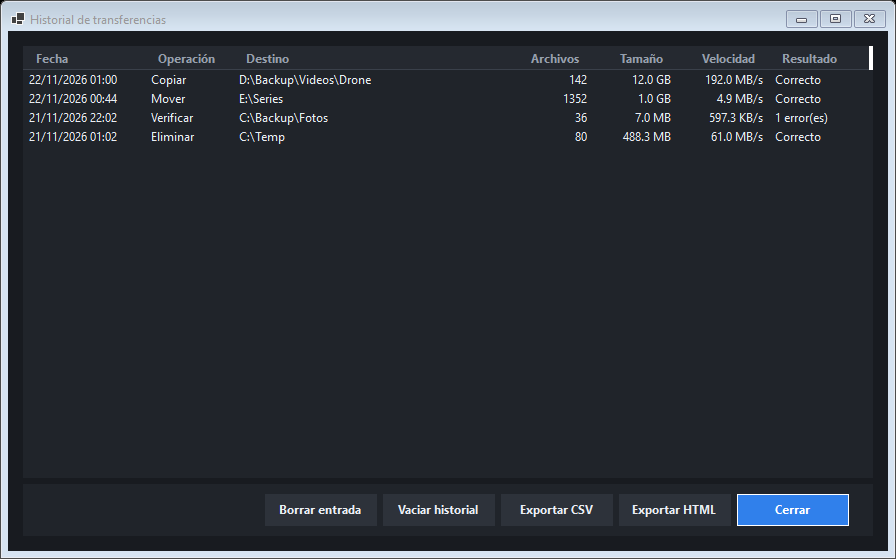 Historial de transferencias
Fecha Operación Destino Archivos Tamaño Velocidad Resultado
22/11/2026 01:00 Copiar D:\Backup\Videos\Drone 142 12.0 GB 192.0 MB/s Correcto
22/11/2026 00:44 Mover E:\Series 1352 1.0 GB 4.9 MB/s Correcto
21/11/2026 22:02 Verificar C:\Backup\Fotos 36 7.0 MB 597.3 KB/s 1 error(es)
21/11/2026 01:02 Eliminar C:\Temp 80 488.3 MB 61.0 MB/s Correcto
Borrar entrada Vaciar historial Exportar CSV Exportar HTML Cerrar